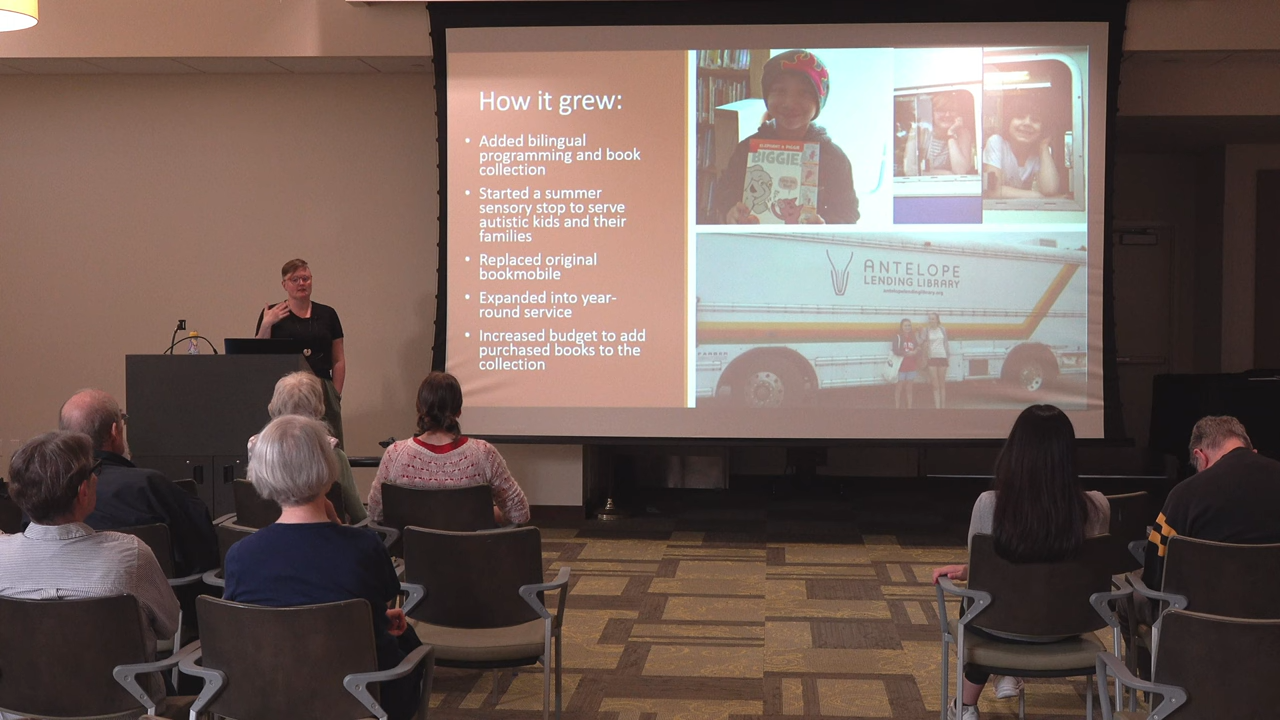 How it grew:
• Added bilingual
programming and book
collection
• Started a summer
sensory stop to serve
autistic kids and their
families
• Replaced original
bookmobile
• Expanded into year-
round service
• Increased budget to add
purchased books to the
collection
ELEPHANT & PIGGIE
BIGGIE
ANTELOPE
LENDING LIBRARY
antelopelendinglibrary.org